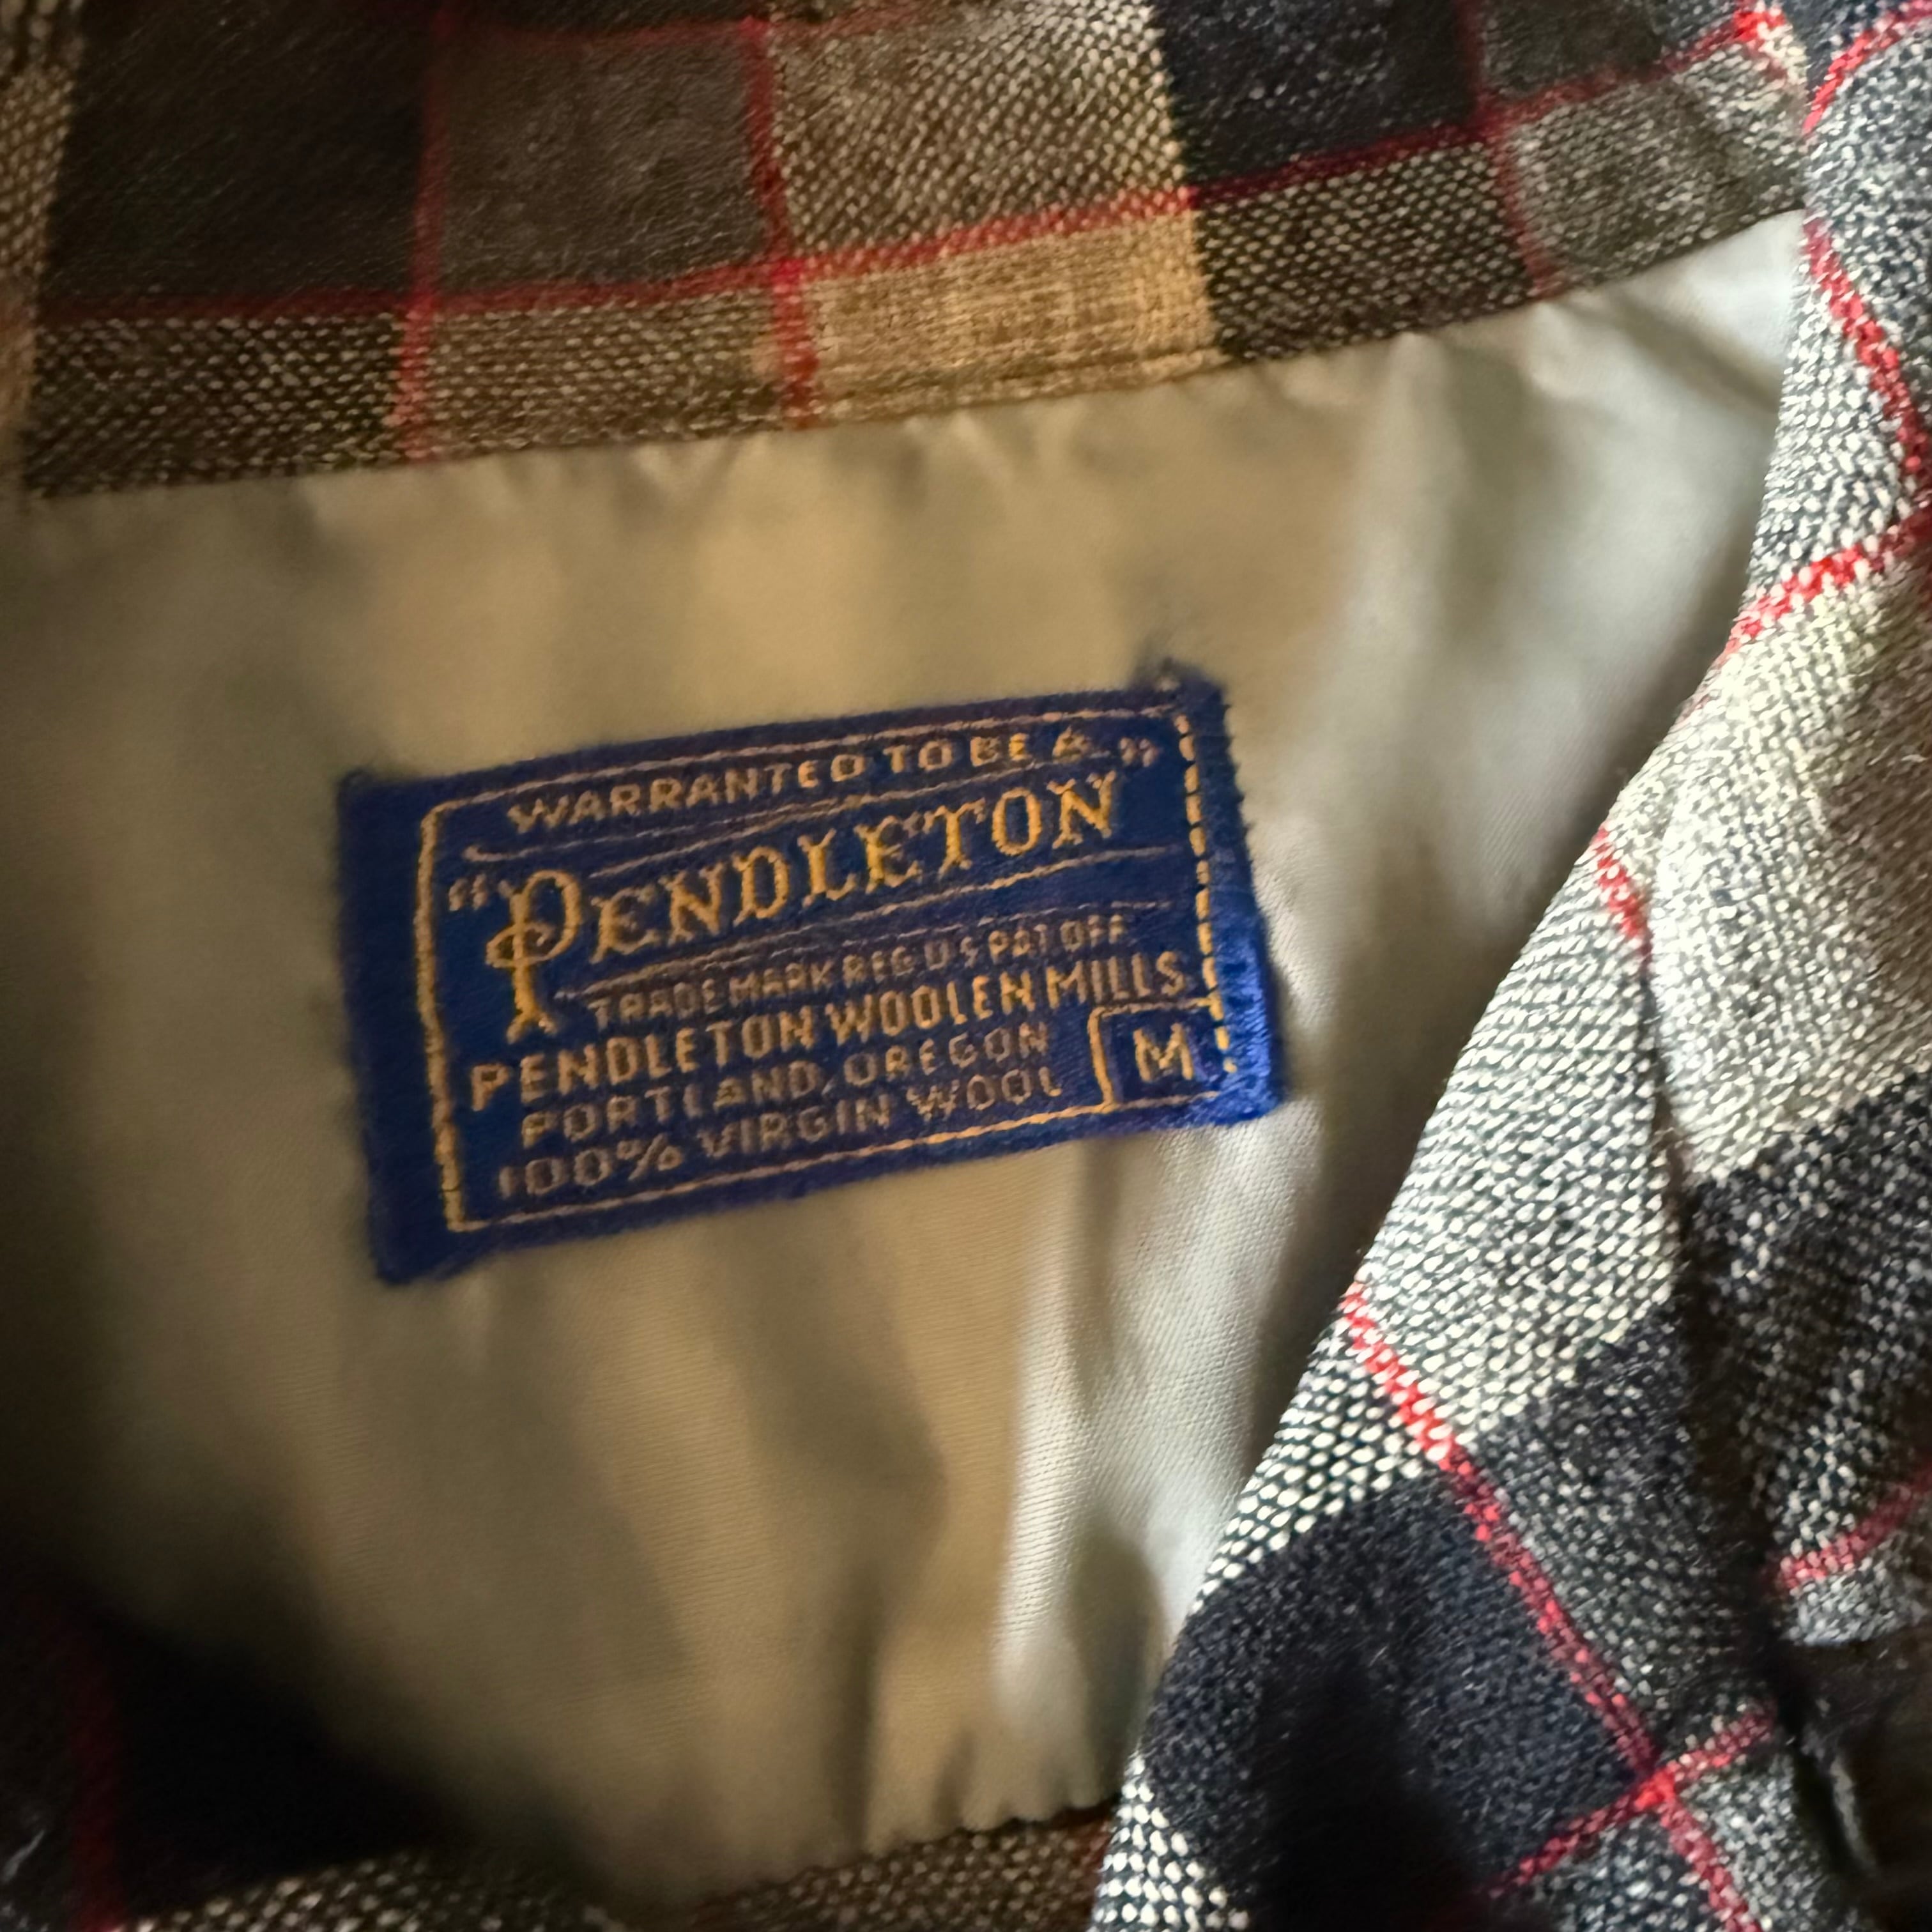 WARRANTED TO BE A
"PENDLETON"
TRADE MARK REG U S PAT OFF.
PENDLETON WOOLEN MILLS
PORTLAND, OREGON
100% VIRGIN WOOL
M